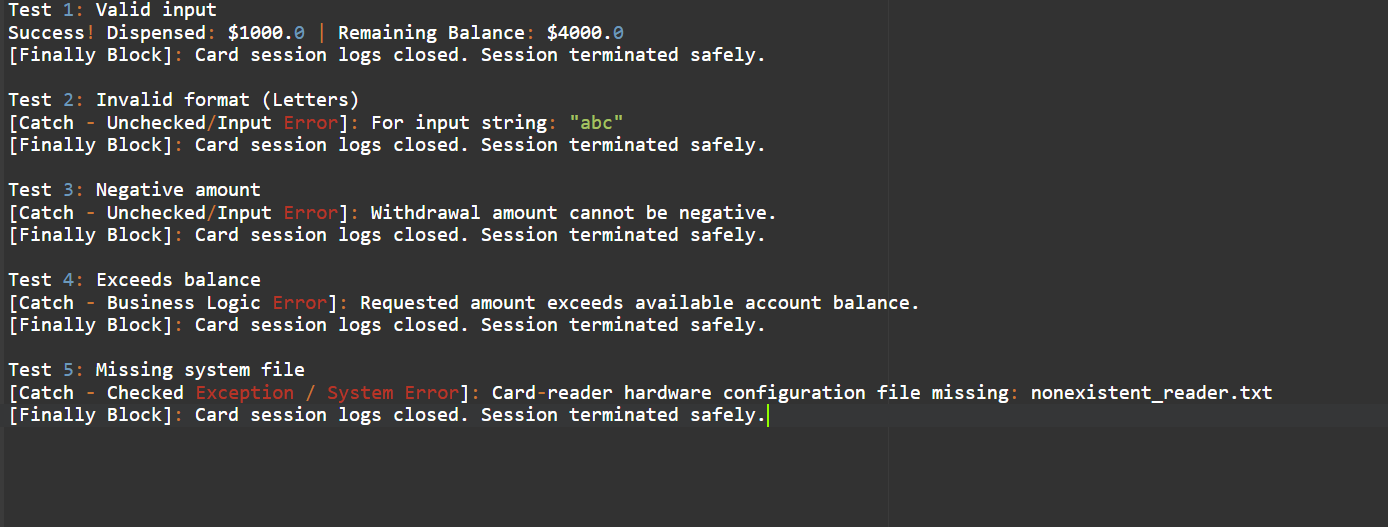 Test 1: Valid input
Success! Dispensed: $1000.0 | Remaining Balance: $4000.0
[Finally Block]: Card session logs closed. Session terminated safely.
Test 2: Invalid format (Letters)
[Catch - Unchecked/Input Error]: For input string: "abc"
[Finally Block]: Card session logs closed. Session terminated safely.
Test 3: Negative amount
[Catch - Unchecked/Input Error]: Withdrawal amount cannot be negative.
[Finally Block]: Card session logs closed. Session terminated safely.
Test 4: Exceeds balance
[Catch - Business Logic Error]: Requested amount exceeds available account balance.
[Finally Block]: Card session logs closed. Session terminated safely.
Test 5: Missing system file
[Catch - Checked Exception / System Error]: Card-reader hardware configuration file missing: nonexistent_reader.txt
[Finally Block]: Card session logs closed. Session terminated safely.